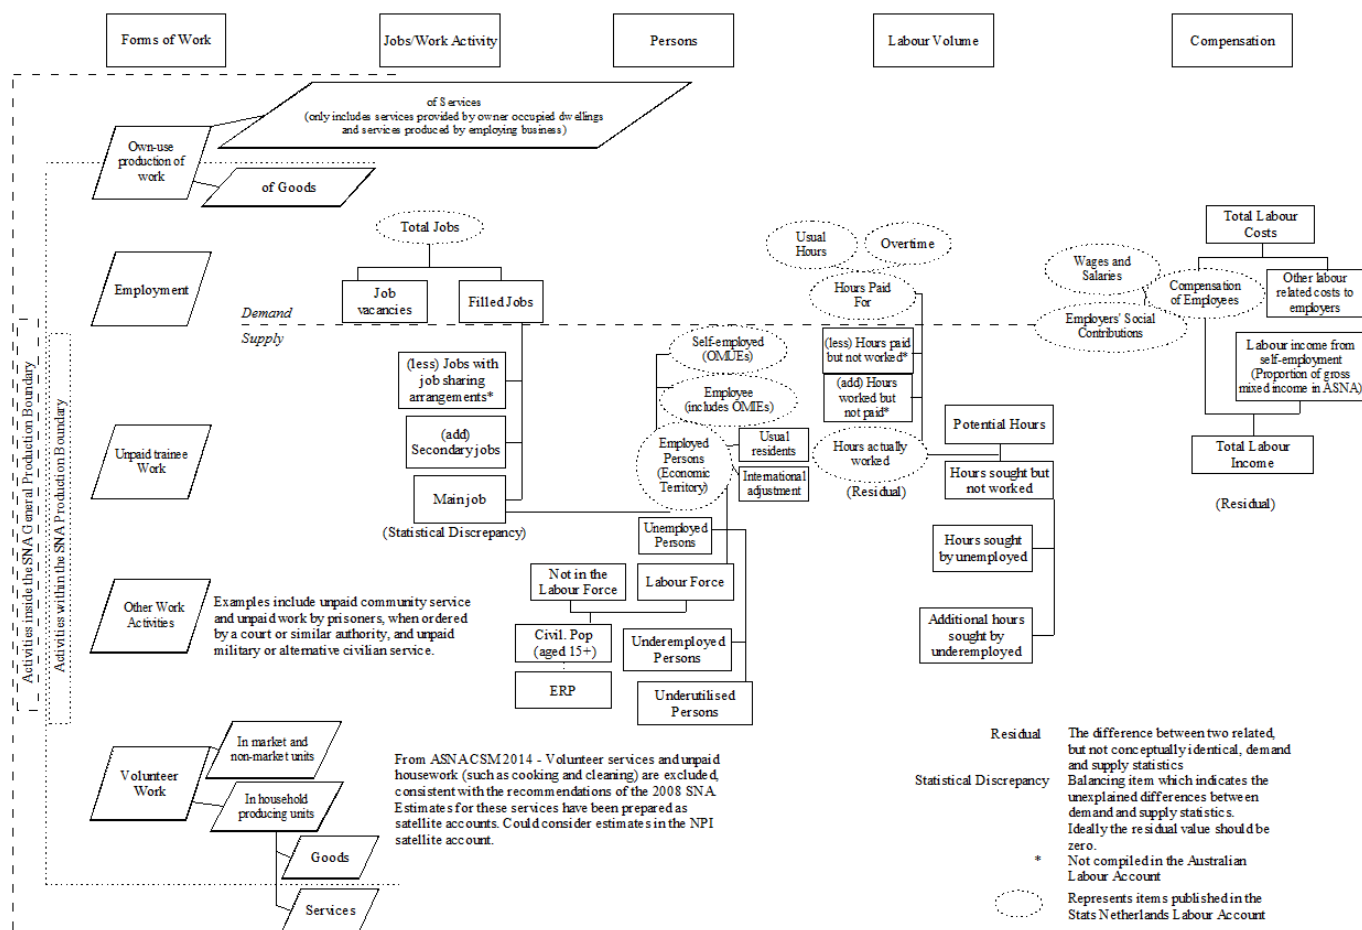 Forms of Work
Jobs/Work Activity
Persons
Labour Volume
Compensation
of Services
(only includes services provided by owner occupied dwellings
and services produced by employing business)
Own-use
production of
work
of Goods
Total Jobs
Usual
Hours
Overtime
Total Labour
Costs
Wages and
Salaries
Employment
Job
vacancies
Filled Jobs
Hours Paid
For
Compensation
of Employees
Other labour
related costs to
employers
Demand
Supply
Employers' Social
Contributions
Self-employed
(OMUEs)
(less) Hours paid
but not worked*
Labour income from
self-employment
(Proportion of gross
mixed income in ASNA)
(less) Jobs with
job sharing
arrangements*
Employee
(includes OMIEs)
(add) Hours
worked but
not paid*
Potential Hours
Unpaid trainee
Work
(add)
Secondary jobs
Employed
Persons
(Economic
Territory)
Usual
residents
Hours actually
worked
Total Labour
Income
International
adjustment
Hours sought but
not worked
Main job
(Residual)
(Residual)
(Statistical Discrepancy)
Unemployed
Persons
Hours sought
by unemployed
Activities inside the SNA General Production Boundary
Activities within the SNA Production Boundary
Not in the
Labour Force
Labour Force
Other Work
Activities
Examples include unpaid community service
and unpaid work by prisoners, when ordered
by a court or similar authority, and unpaid
military or alternative civilian service.
Civil. Pop
(aged 15+)
Underemployed
Persons
Additional hours
sought by
underemployed
ERP
Underutilised
Persons
In market and
non-market units
Volunteer
Work
In household
producing units
Goods
Services
From ASNA CSM 2014 - Volunteer services and unpaid
housework (such as cooking and cleaning) are excluded,
consistent with the recommendations of the 2008 SNA
Estimates for these services have been prepared as
satellite accounts. Could consider estimates in the NPI
satellite account.
Residual
The difference between two related,
but not conceptually identical, demand
and supply statistics
Statistical Discrepancy
Balancing item which indicates the
unexplained differences between
demand and supply statistics.
Ideally the residual value should be
zero.
*
Not compiled in the Australian
Labour Account
Represents items published in the
Stats Netherlands Labour Account